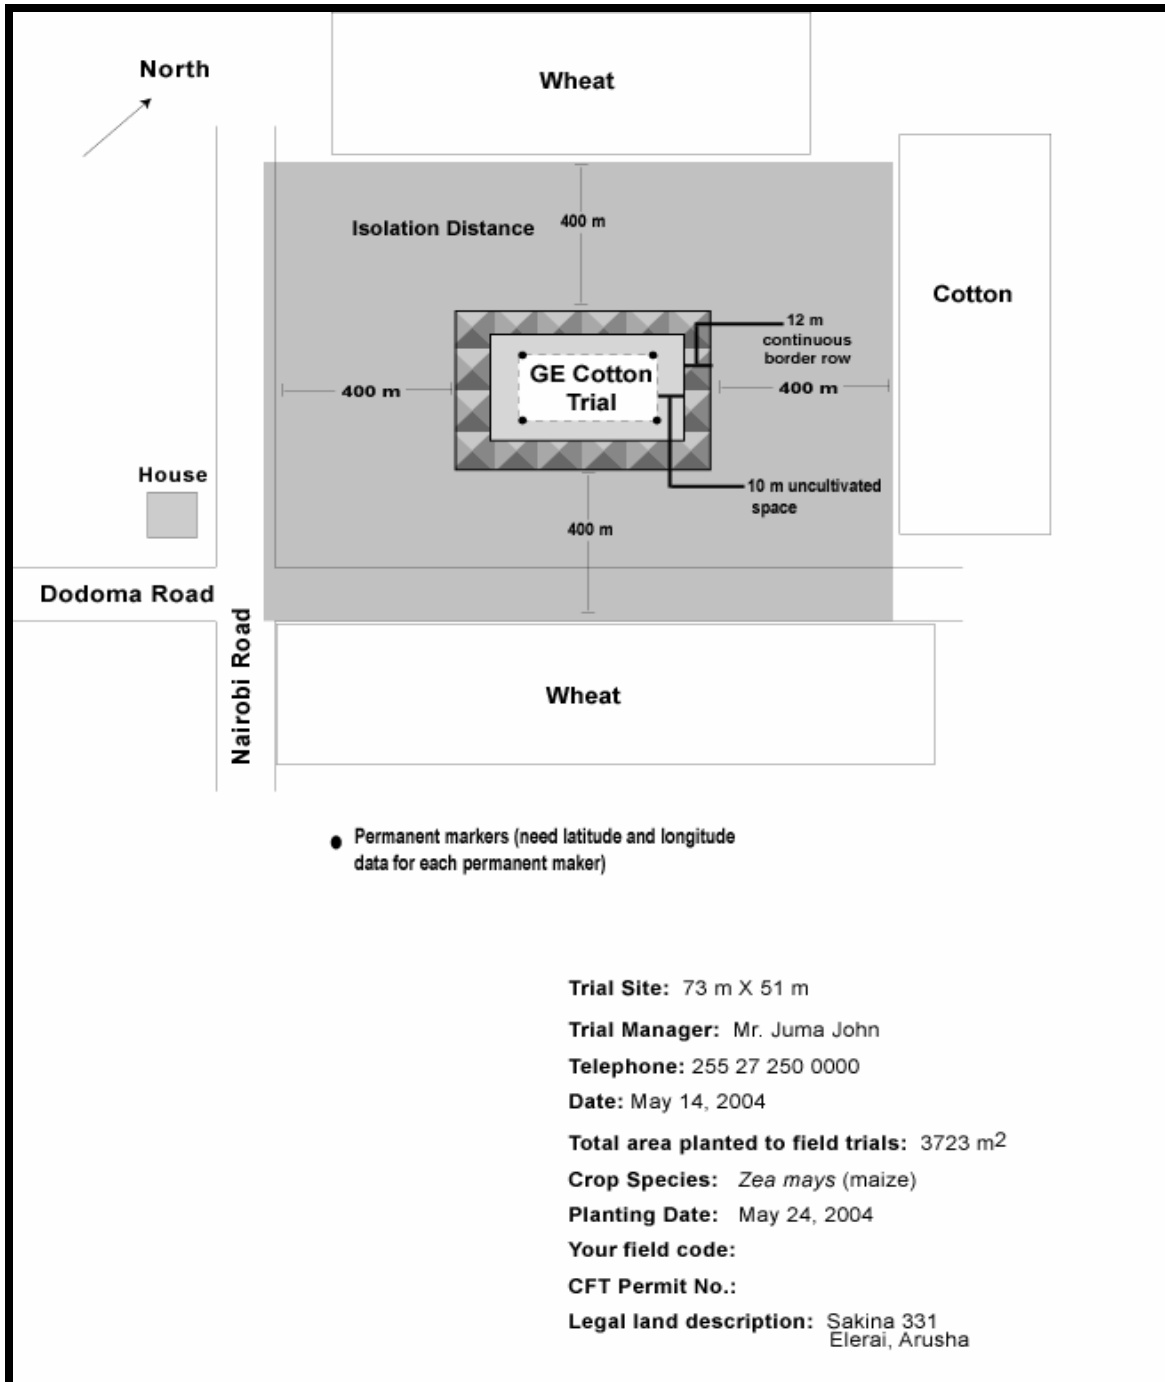 North
Wheat
Isolation Distance
400 m
Cotton
12 m
continuous
border row
GE Cotton
Trial
400 m
400 m
House
10 m uncultivated
space
400 m
Dodoma Road
Nairobi Road
Wheat
Permanent markers (need latitude and longitude
data for each permanent maker)
Trial Site: 73 m X 51 m
Trial Manager: Mr. Juma John
Telephone: 255 27 250 0000
Date: May 14, 2004
Total area planted to field trials: 3723 m2
Crop Species: Zea mays (maize)
Planting Date: May 24, 2004
Your field code:
CFT Permit No.:
Legal land description: Sakina 331
Elerai, Arusha